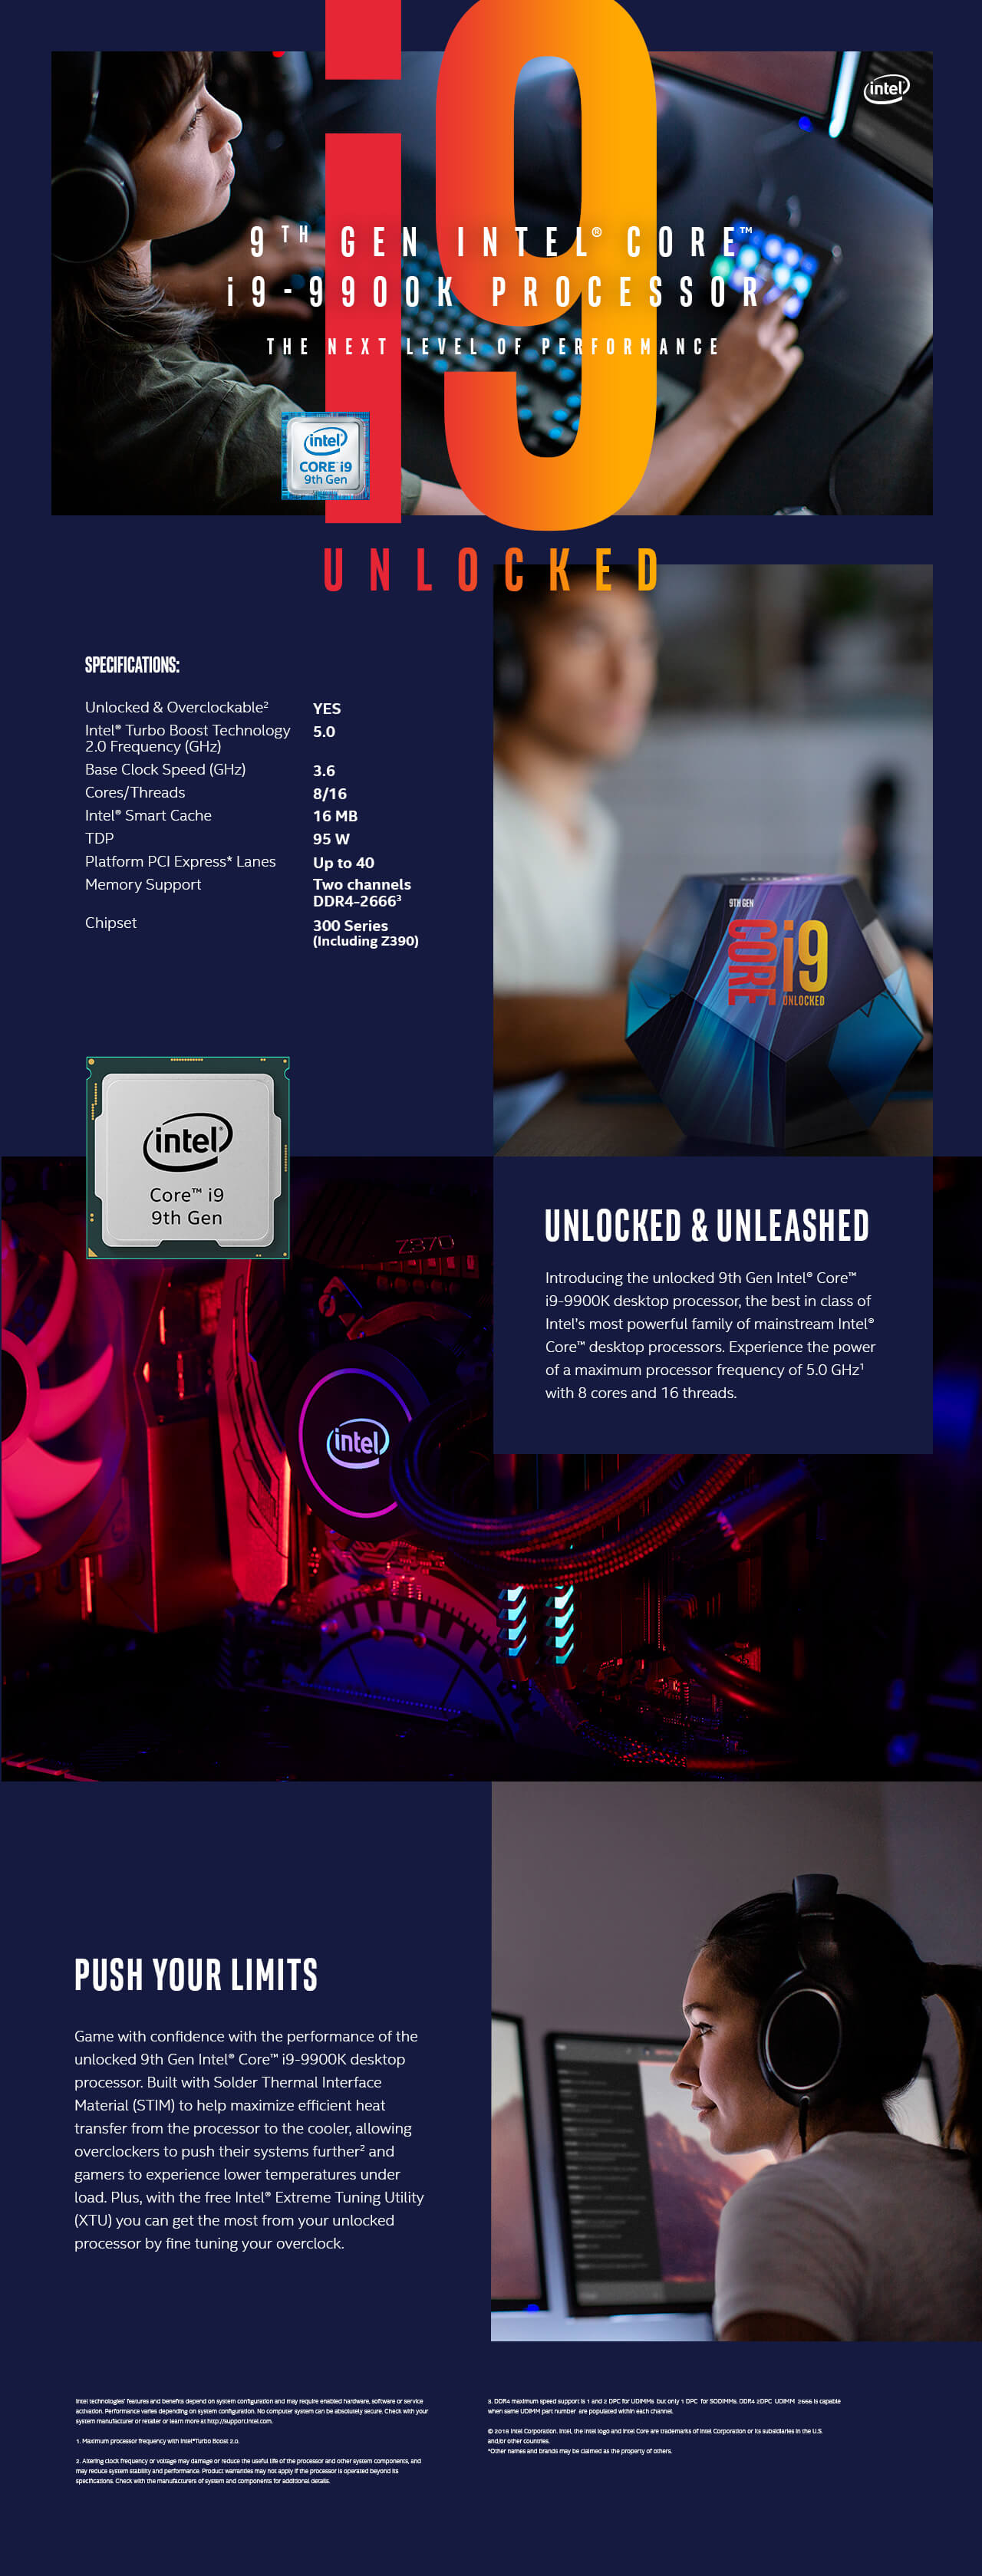 i9
intel
9TH GEN INTEL® CORE™
i9-9900K PROCESSOR
THE NEXT LEVEL OF PERFORMANCE
intel
CORE i9
9th Gen
UNLOCKED
SPECIFICATIONS:
Unlocked & Overclockable² YES
Intel® Turbo Boost Technology 5.0
2.0 Frequency (GHz)
Base Clock Speed (GHz) 3.6
Cores/Threads 8/16
Intel® Smart Cache 16 MB
TDP 95 W
Platform PCI Express* Lanes Up to 40
Memory Support Two channels
DDR4-2666³
Chipset 300 Series
(Including Z390)
9TH GEN
CORE i9
UNLOCKED
intel
Core™ i9
9th Gen
Z370
intel
UNLOCKED & UNLEASHED
Introducing the unlocked 9th Gen Intel® Core™
i9-9900K desktop processor, the best in class of
Intel's most powerful family of mainstream Intel®
Core™ desktop processors. Experience the power
of a maximum processor frequency of 5.0 GHz¹
with 8 cores and 16 threads.
PUSH YOUR LIMITS
Game with confidence with the performance of the
unlocked 9th Gen Intel® Core™ i9-9900K desktop
processor. Built with Solder Thermal Interface
Material (STIM) to help maximize efficient heat
transfer from the processor to the cooler, allowing
overclockers to push their systems further² and
gamers to experience lower temperatures under
load. Plus, with the free Intel® Extreme Tuning Utility
(XTU) you can get the most from your unlocked
processor by fine tuning your overclock.
Intel technologies' features and benefits depend on system configuration and may require enabled hardware, software or service
activation. Performance varies depending on system configuration. No computer system can be absolutely secure. Check with your
system manufacturer or retailer or learn more at http://support.intel.com.
1. Maximum processor frequency with Intel®Turbo Boost 2.0.
2. Altering clock frequency or voltage may damage or reduce the useful life of the processor and other system components, and
may reduce system stability and performance. Product warranties may not apply if the processor is operated beyond its
specifications. Check with the manufacturers of system and components for additional details.
3. DDR4 maximum speed support is 1 and 2 DPC for UDIMMs but only 1 DPC for SODIMMs. DDR4 2DPC UDIMM 2666 is capable
when same UDIMM part number are populated within each channel.
© 2018 Intel Corporation. Intel, the Intel logo and Intel Core are trademarks of Intel Corporation or its subsidiaries in the U.S.
and/or other countries.
*Other names and brands may be claimed as the property of others.